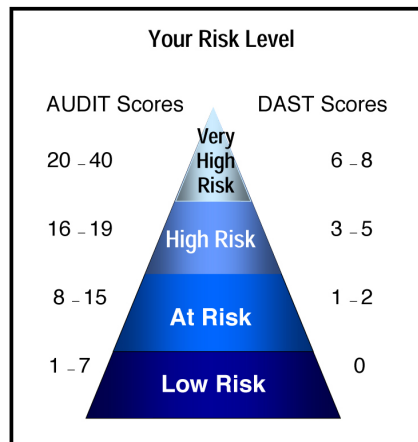 Your Risk Level
AUDIT Scores DAST Scores
Very
High
Risk
20 – 40 6 – 8
16 – 19 High Risk 3 – 5
8 – 15 At Risk 1 – 2
1 – 7 Low Risk 0